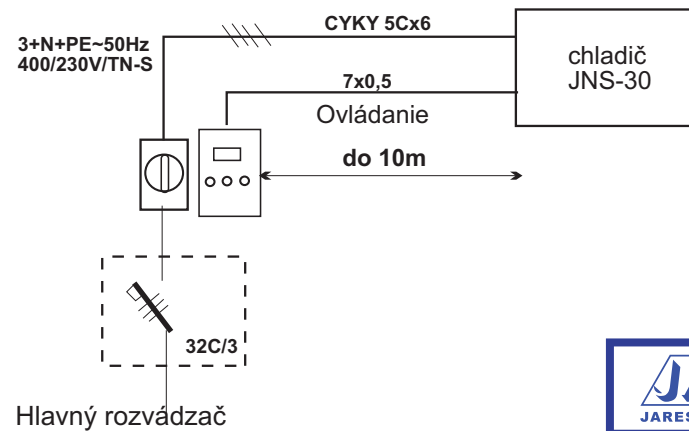 CYKY 5Cx6
3+N+PE~50Hz
400/230V/TN-S
chladič
JNS-30
7x0,5
Ovládanie
do 10m
32C/3
Hlavný rozvádzač